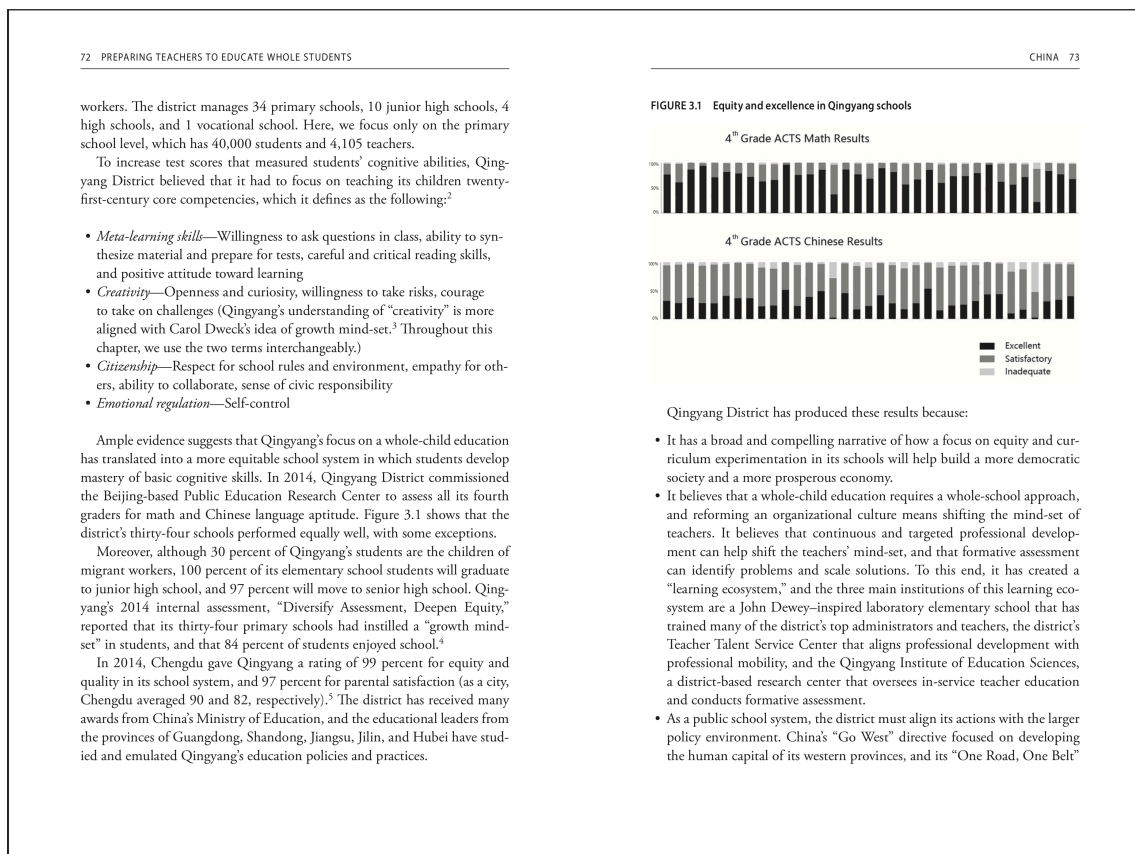 72 PREPARING TEACHERS TO EDUCATE WHOLE STUDENTS
workers. The district manages 34 primary schools, 10 junior high schools, 4
high schools, and 1 vocational school. Here, we focus only on the primary
school level, which has 40,000 students and 4,105 teachers.
To increase test scores that measured students’ cognitive abilities, Qing-
yang District believed that it had to focus on teaching its children twenty-
first-century core competencies, which it defines as the following:²
• Meta-learning skills—Willingness to ask questions in class, ability to syn-
thesize material and prepare for tests, careful and critical reading skills,
and positive attitude toward learning
• Creativity—Openness and curiosity, willingness to take risks, courage
to take on challenges (Qingyang’s understanding of “creativity” is more
aligned with Carol Dweck’s idea of growth mind-set.³ Throughout this
chapter, we use the two terms interchangeably.)
• Citizenship—Respect for school rules and environment, empathy for oth-
ers, ability to collaborate, sense of civic responsibility
• Emotional regulation—Self-control
Ample evidence suggests that Qingyang’s focus on a whole-child education
has translated into a more equitable school system in which students develop
mastery of basic cognitive skills. In 2014, Qingyang District commissioned
the Beijing-based Public Education Research Center to assess all its fourth
graders for math and Chinese language aptitude. Figure 3.1 shows that the
district’s thirty-four schools performed equally well, with some exceptions.
Moreover, although 30 percent of Qingyang’s students are the children of
migrant workers, 100 percent of its elementary school students will graduate
to junior high school, and 97 percent will move to senior high school. Qing-
yang’s 2014 internal assessment, “Diversify Assessment, Deepen Equity,”
reported that its thirty-four primary schools had instilled a “growth mind-
set” in students, and that 84 percent of students enjoyed school.⁴
In 2014, Chengdu gave Qingyang a rating of 99 percent for equity and
quality in its school system, and 97 percent for parental satisfaction (as a city,
Chengdu averaged 90 and 82, respectively).⁵ The district has received many
awards from China’s Ministry of Education, and the educational leaders from
the provinces of Guangdong, Shandong, Jiangsu, Jilin, and Hubei have stud-
ied and emulated Qingyang’s education policies and practices.
CHINA 73
FIGURE 3.1 Equity and excellence in Qingyang schools
4th Grade ACTS Math Results
100%
50%
0%
4th Grade ACTS Chinese Results
100%
50%
0%
Excellent
Satisfactory
Inadequate
Qingyang District has produced these results because:
• It has a broad and compelling narrative of how a focus on equity and cur-
riculum experimentation in its schools will help build a more democratic
society and a more prosperous economy.
• It believes that a whole-child education requires a whole-school approach,
and reforming an organizational culture means shifting the mind-set of
teachers. It believes that continuous and targeted professional develop-
ment can help shift the teachers’ mind-set, and that formative assessment
can identify problems and scale solutions. To this end, it has created a
“learning ecosystem,” and the three main institutions of this learning eco-
system are a John Dewey–inspired laboratory elementary school that has
trained many of the district’s top administrators and teachers, the district’s
Teacher Talent Service Center that aligns professional development with
professional mobility, and the Qingyang Institute of Education Sciences,
a district-based research center that oversees in-service teacher education
and conducts formative assessment.
• As a public school system, the district must align its actions with the larger
policy environment. China’s “Go West” directive focused on developing
the human capital of its western provinces, and its “One Road, One Belt”